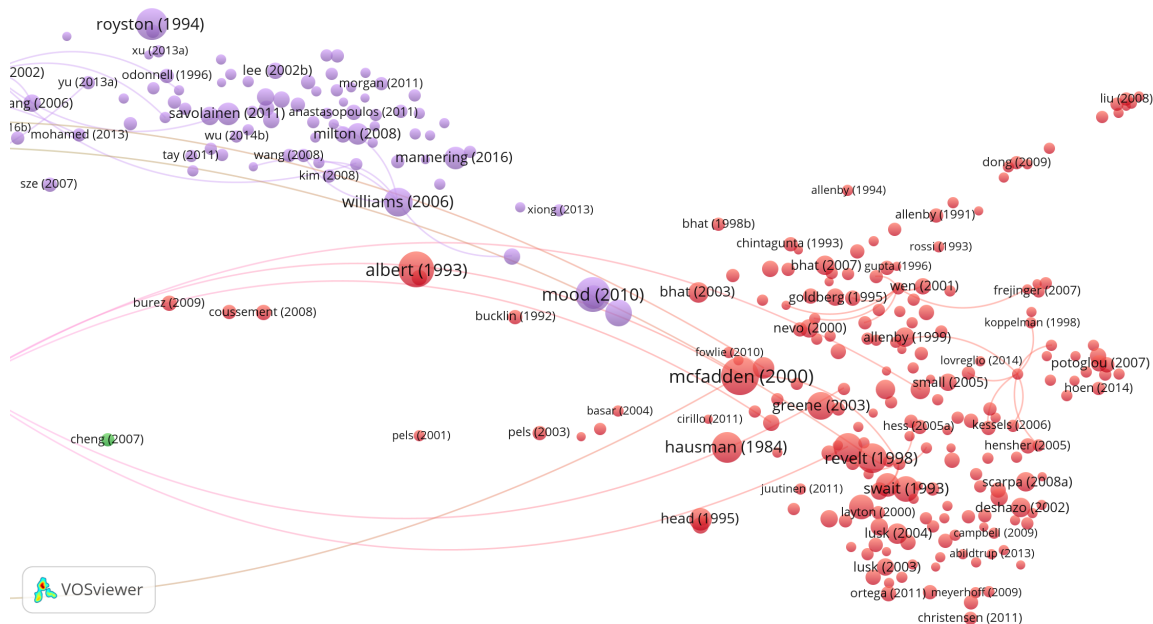 royston (1994)
xu (2013a)
2002)
yu (2013a)
odonnell (1996)
lee (2002b)
morgan (2011)
ang (2006)
savolainen (2011)
anastasopoulos (2011)
liu (2008)
16b)
mohamed (2013)
wu (2014b)
milton (2008)
tay (2011)
wang (2008)
mannering (2016)
dong (2009)
sze (2007)
kim (2008)
allenby (1994)
williams (2006)
xiong (2013)
allenby (1991)
bhat (1998b)
chintagunta (1993)
rossi (1993)
albert (1993)
bhat (2007)
gupta (1996)
mood (2010)
bhat (2003)
goldberg (1995)
wen (2001)
frejinger (2007)
burez (2009)
coussement (2008)
bucklin (1992)
nevo (2000)
allenby (1999)
koppelman (1998)
fowlie (2010)
lovreglio (2014)
potoglou (2007)
mcfadden (2000)
small (2005)
hoen (2014)
basar (2004)
cirillo (2011)
greene (2003)
hess (2005a)
kessels (2006)
cheng (2007)
pels (2001)
pels (2003)
hausman (1984)
revelt (1998)
hensher (2005)
juutinen (2011)
swait (1993)
scarpa (2008a)
head (1995)
layton (2000)
deshazo (2002)
lusk (2004)
campbell (2009)
abildtrup (2013)
lusk (2003)
VOSviewer
ortega (2011)
meyerhoff (2009)
christensen (2011)